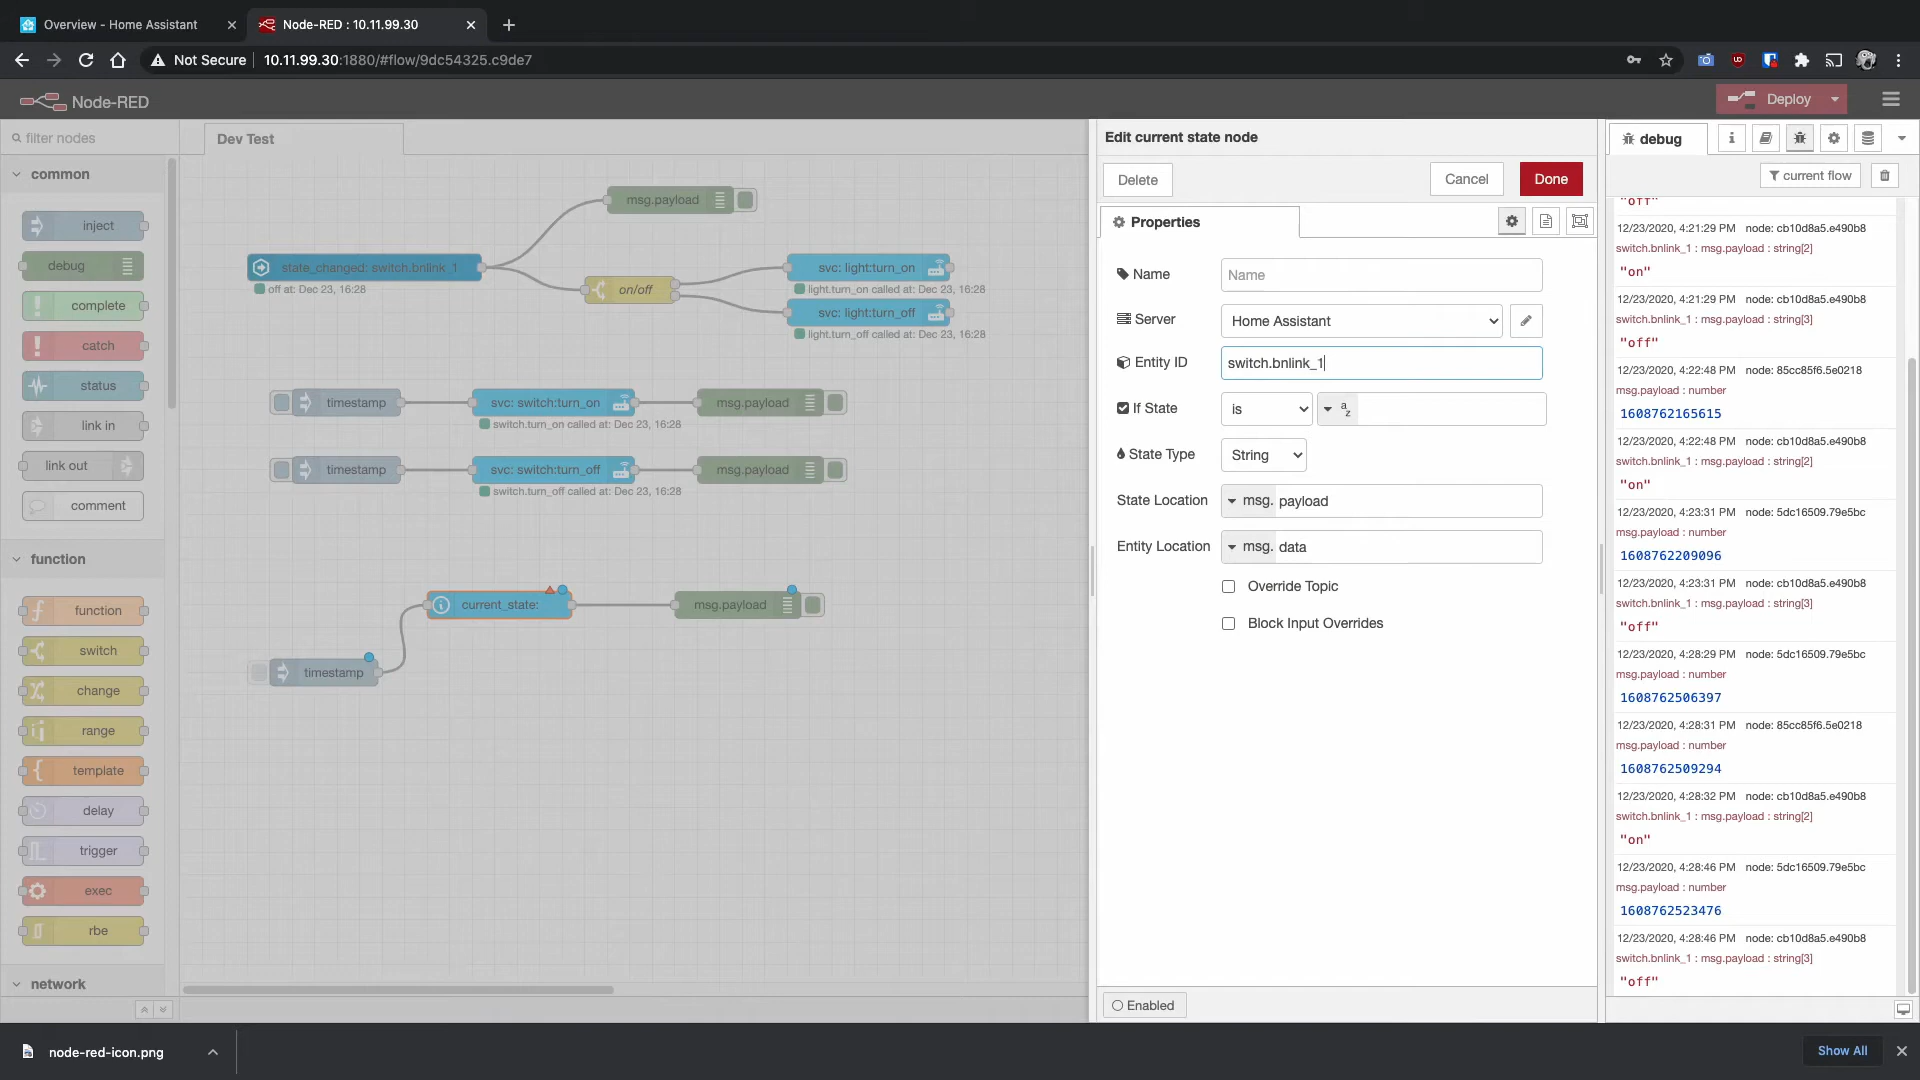 Overview - Home Assistant
Node-RED : 10.11.99.30
Not Secure
10.11.99.30:1880/#flow/9dc54325.c9de7
Node-RED
Deploy
filter nodes
common
inject
debug
complete
catch
status
link in
link out
comment
function
function
switch
change
range
template
delay
trigger
exec
rbe
network
Dev Test
msg.payload
state_changed: switch.bnlink_1
off at: Dec 23, 16:28
on/off
svc: light:turn_on
light.turn_on called at: Dec 23, 16:28
svc: light:turn_off
light.turn_off called at: Dec 23, 16:28
timestamp
svc: switch:turn_on
msg.payload
switch.turn_on called at: Dec 23, 16:28
timestamp
svc: switch:turn_off
msg.payload
switch.turn_off called at: Dec 23, 16:28
current_state:
msg.payload
timestamp
Edit current state node
Delete
Cancel
Done
Properties
Name
Name
Server
Home Assistant
Entity ID
switch.bnlink_1
If State
is
a
z
State Type
String
State Location
msg. payload
Entity Location
msg. data
Override Topic
Block Input Overrides
Enabled
debug
i
current flow
"off"
12/23/2020, 4:21:29 PM node: cb10d8a5.e490b8
switch.bnlink_1 : msg.payload : string[2]
"on"
12/23/2020, 4:21:29 PM node: cb10d8a5.e490b8
switch.bnlink_1 : msg.payload : string[3]
"off"
12/23/2020, 4:22:48 PM node: 85cc85f6.5e0218
msg.payload : number
1608762165615
12/23/2020, 4:22:48 PM node: cb10d8a5.e490b8
switch.bnlink_1 : msg.payload : string[2]
"on"
12/23/2020, 4:23:31 PM node: 5dc16509.79e5bc
msg.payload : number
1608762209096
12/23/2020, 4:23:31 PM node: cb10d8a5.e490b8
switch.bnlink_1 : msg.payload : string[3]
"off"
12/23/2020, 4:28:29 PM node: 5dc16509.79e5bc
msg.payload : number
1608762506397
12/23/2020, 4:28:31 PM node: 85cc85f6.5e0218
msg.payload : number
1608762509294
12/23/2020, 4:28:32 PM node: cb10d8a5.e490b8
switch.bnlink_1 : msg.payload : string[2]
"on"
12/23/2020, 4:28:46 PM node: 5dc16509.79e5bc
msg.payload : number
1608762523476
12/23/2020, 4:28:46 PM node: cb10d8a5.e490b8
switch.bnlink_1 : msg.payload : string[3]
"off"
node-red-icon.png
Show All